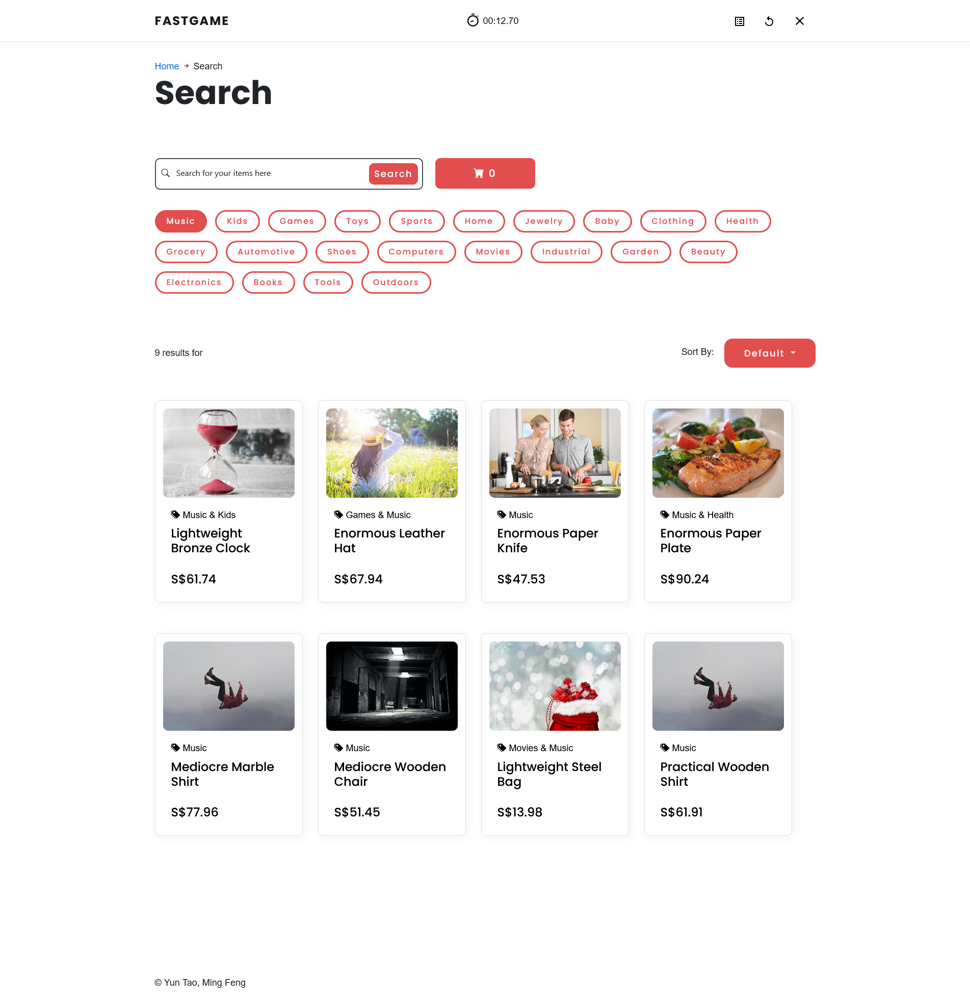 FASTGAME
00:12.70
Home → Search
Search
Search for your items here
Search
0
Music Kids Games Toys Sports Home Jewelry Baby Clothing Health
Grocery Automotive Shoes Computers Movies Industrial Garden Beauty
Electronics Books Tools Outdoors
9 results for
Sort By: Default
Music & Kids
Lightweight
Bronze Clock
S$61.74
Games & Music
Enormous Leather
Hat
S$67.94
Music
Enormous Paper
Knife
S$47.53
Music & Health
Enormous Paper
Plate
S$90.24
Music
Mediocre Marble
Shirt
S$77.96
Music
Mediocre Wooden
Chair
S$51.45
Movies & Music
Lightweight Steel
Bag
S$13.98
Music
Practical Wooden
Shirt
S$61.91
© Yun Tao, Ming Feng